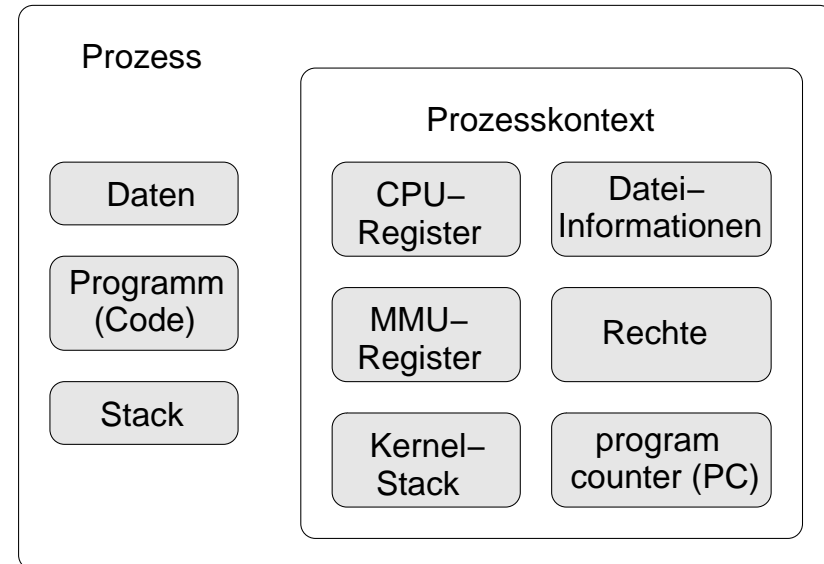 Prozess
Daten
Programm
(Code)
Stack
Prozesskontext
CPU–
Register
Datei–
Informationen
MMU–
Register
Rechte
Kernel–
Stack
program
counter (PC)